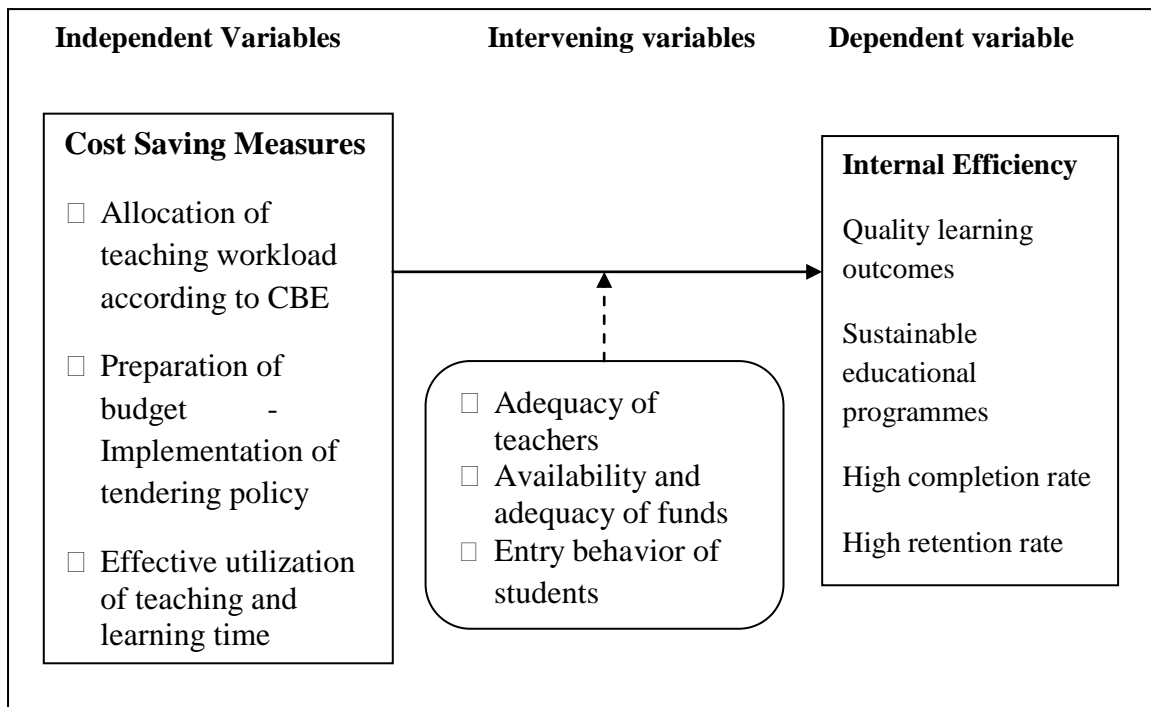 Independent Variables
Intervening variables
Dependent variable
Cost Saving Measures
□ Allocation of
teaching workload
according to CBE
□ Preparation of
budget -
Implementation of
tendering policy
□ Effective utilization
of teaching and
learning time
□ Adequacy of
teachers
□ Availability and
adequacy of funds
□ Entry behavior of
students
Internal Efficiency
Quality learning
outcomes
Sustainable
educational
programmes
High completion rate
High retention rate